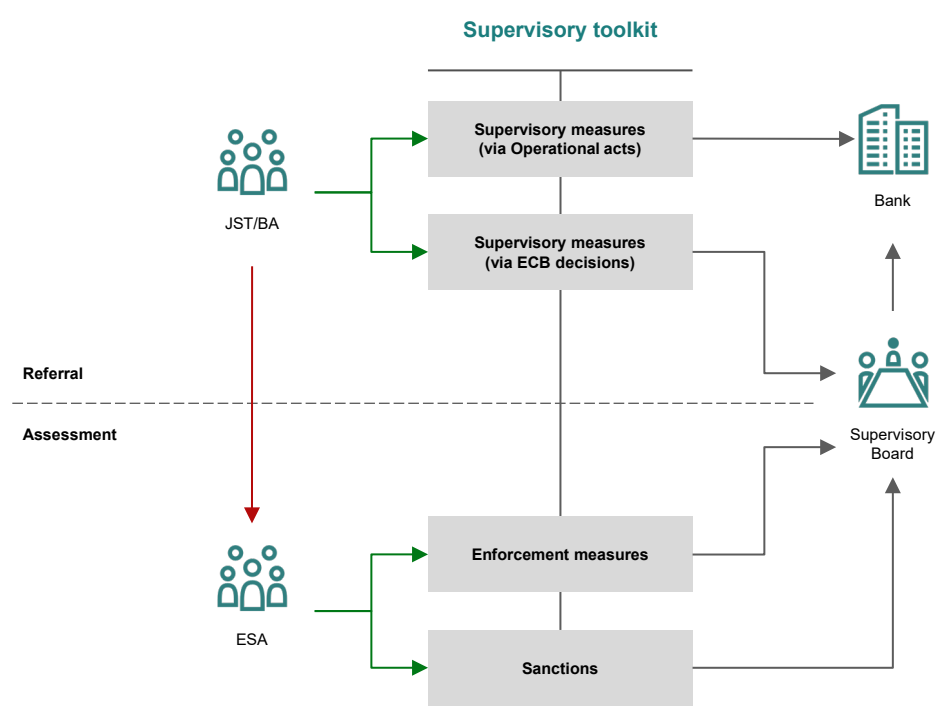 Supervisory toolkit
Supervisory measures
(via Operational acts)
Bank
JST/BA
Supervisory measures
(via ECB decisions)
Referral
Assessment
Supervisory
Board
Enforcement measures
ESA
Sanctions